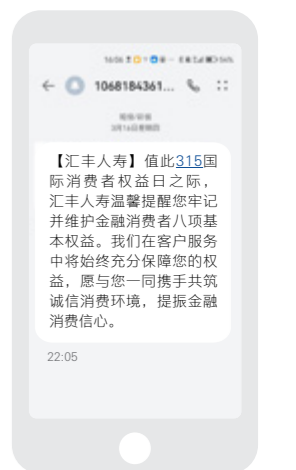 1068184361...
【汇丰人寿】值此315国
际消费者权益日之际，
汇丰人寿温馨提醒您牢记
并维护金融消费者八项基
本权益。我们在客户服务
中将始终充分保障您的权
益，愿与您一同携手共筑
诚信消费环境，提振金融
消费信心。
22:05